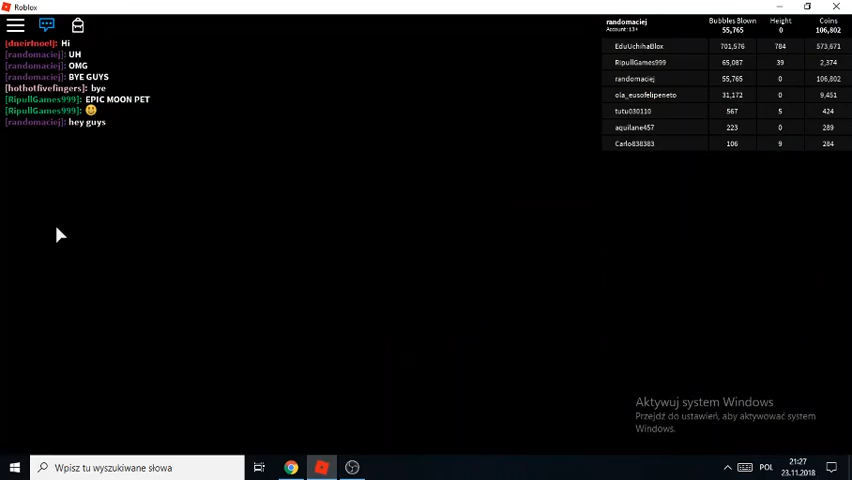 Roblox
randomaciej
Account: 13+
Bubbles Blown
55,765
Height
0
Coins
106,802
[dneirlnoel]: Hi
[randomaciej]: UH
[randomaciej]: OMG
[randomaciej]: BYE GUYS
[hothotfivefingers]: bye
[RipullGames999]: EPIC MOON PET
[RipullGames999]:
[randomaciej]: hey guys
EduUchihaBlox 701,576 784 573,671
RipullGames999 65,087 39 2,374
randomaciej 55,765 0 106,802
ola_eusofelipeneto 31,172 0 9,451
tutu030110 567 5 424
aquilane457 223 0 289
Carlo838383 106 9 284
Aktywuj system Windows
Przejdź do ustawień, aby aktywować system
Windows.
Wpisz tu wyszukiwane słowa
POL
21:27
23.11.2018